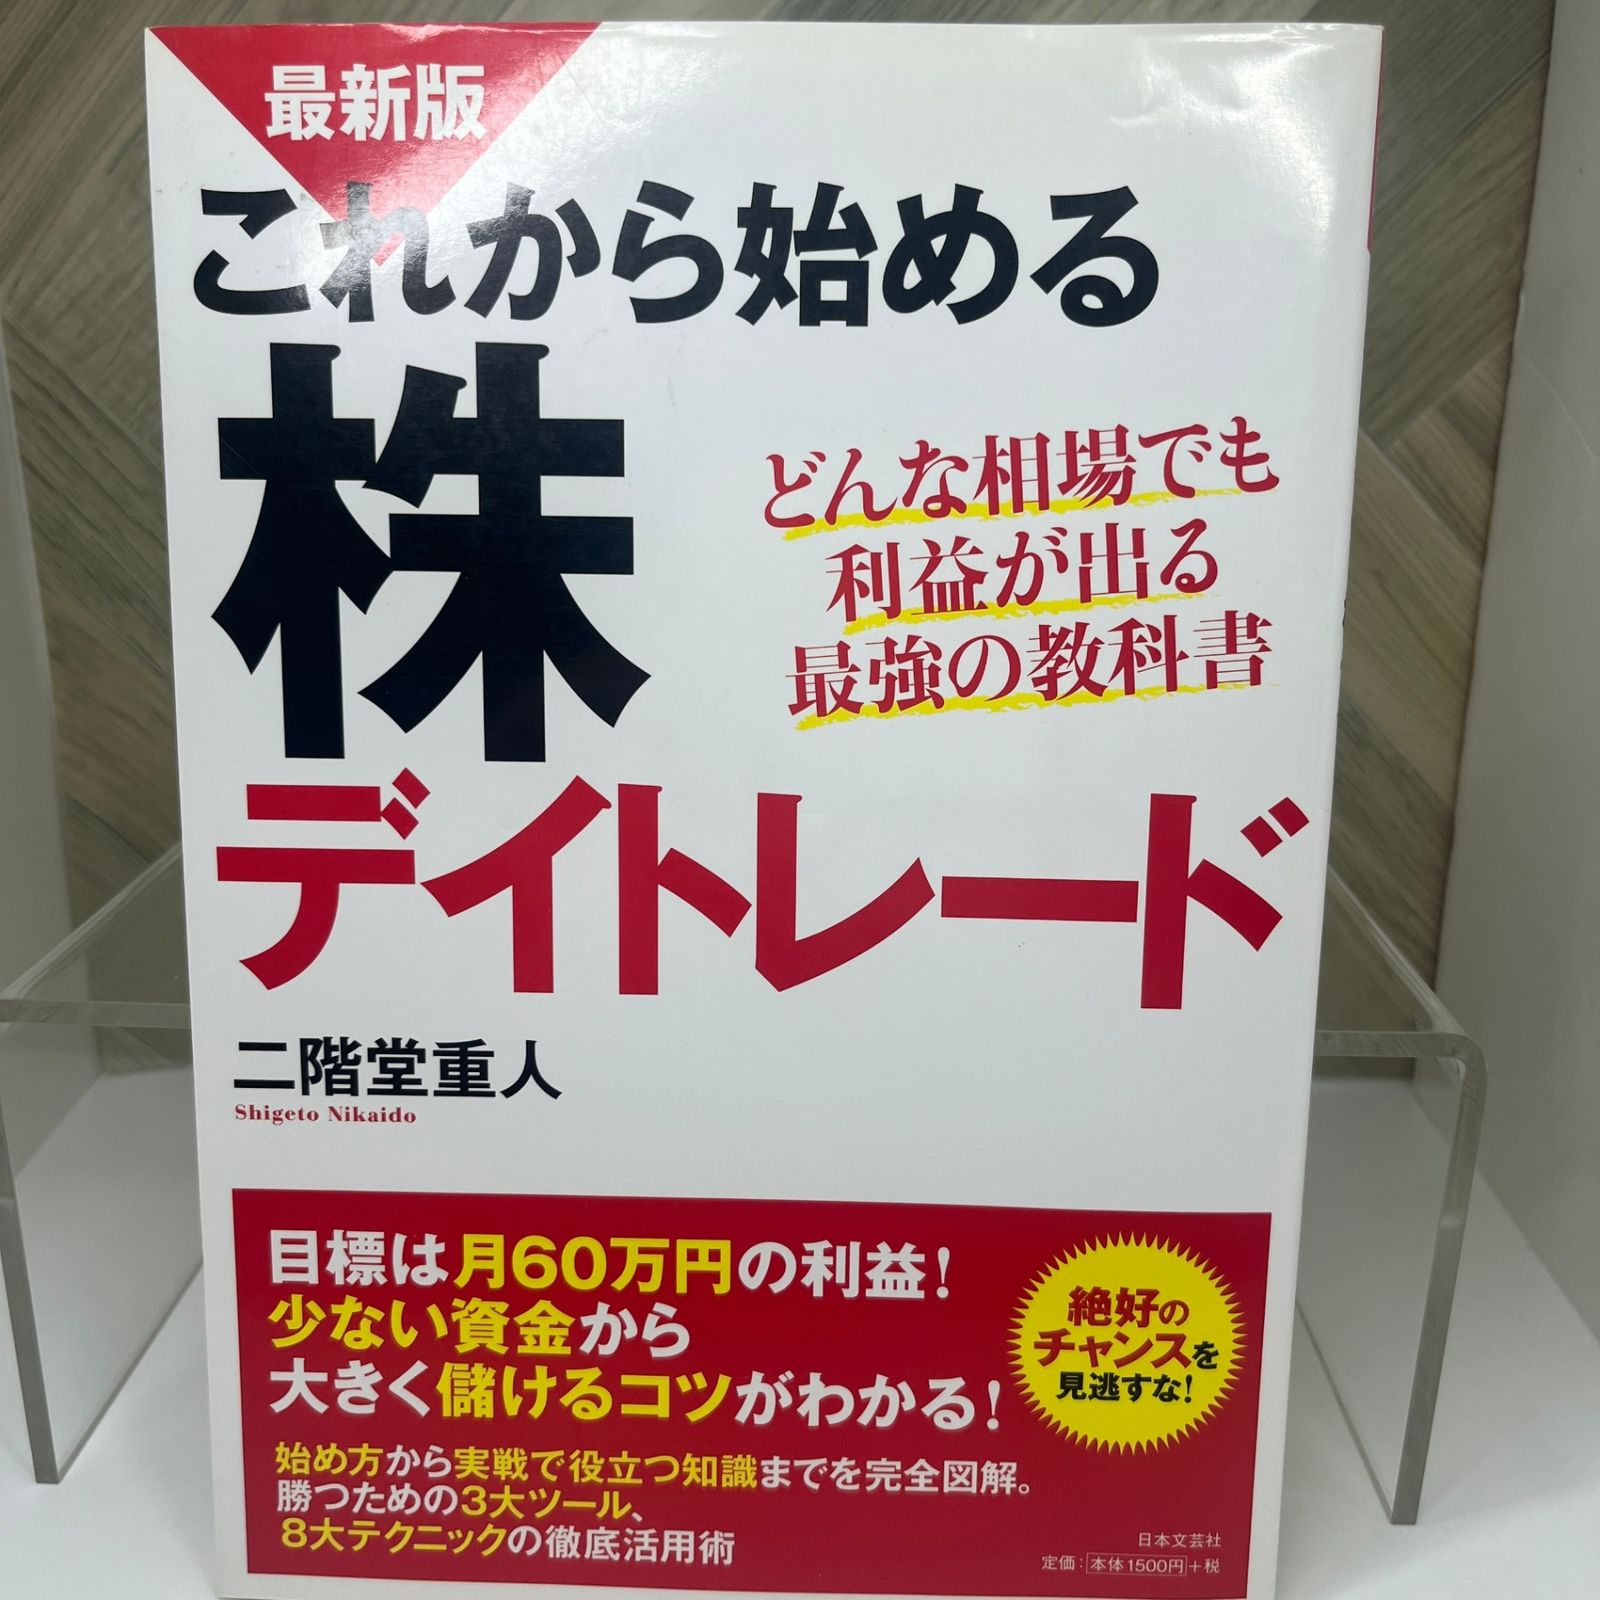 最新版
これから始める
株
デイトレード
どんな相場でも
利益が出る
最強の教科書
二階堂重人
Shigeto Nikaido
目標は月60万円の利益!
少ない資金から
大きく儲けるコツがわかる!
絶好の
チャンスを
見逃すな!
始め方から実戦で役立つ知識までを完全図解。
勝つための3大ツール、
8大テクニックの徹底活用術
日本文芸社
定価:本体1500円+税